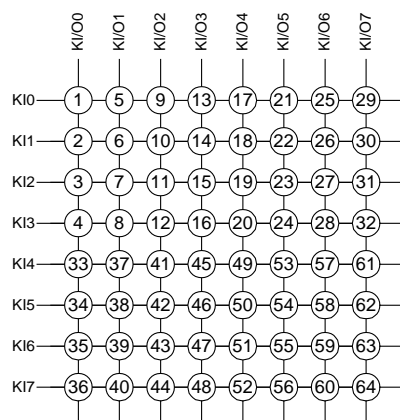 KI/O0 KI/O1 KI/O2 KI/O3 KI/O4 KI/O5 KI/O6 KI/O7
KI0 1 5 9 13 17 21 25 29
KI1 2 6 10 14 18 22 26 30
KI2 3 7 11 15 19 23 27 31
KI3 4 8 12 16 20 24 28 32
KI4 33 37 41 45 49 53 57 61
KI5 34 38 42 46 50 54 58 62
KI6 35 39 43 47 51 55 59 63
KI7 36 40 44 48 52 56 60 64